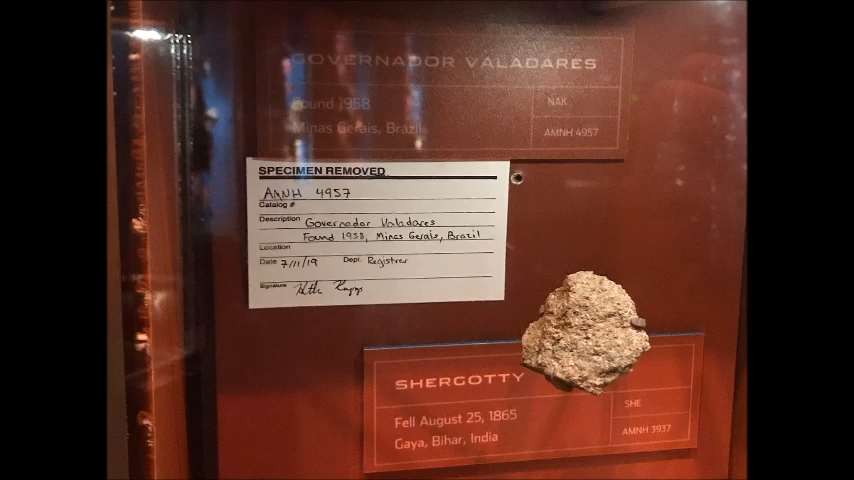 GOVERNADOR VALADARES
Found 1958
NAK
Minas Gerais, Brazil
AMNH 4957
SPECIMEN REMOVED
AMNH 4957
Catalog #
Description Governador Valadares
Found 1958, Minas Gerais, Brazil
Location
Date 7/11/19 Dept. Registrar
Signature
SHERGOTTY
SHE
Fell August 25, 1865
Gaya, Bihar, India
AMNH 3937